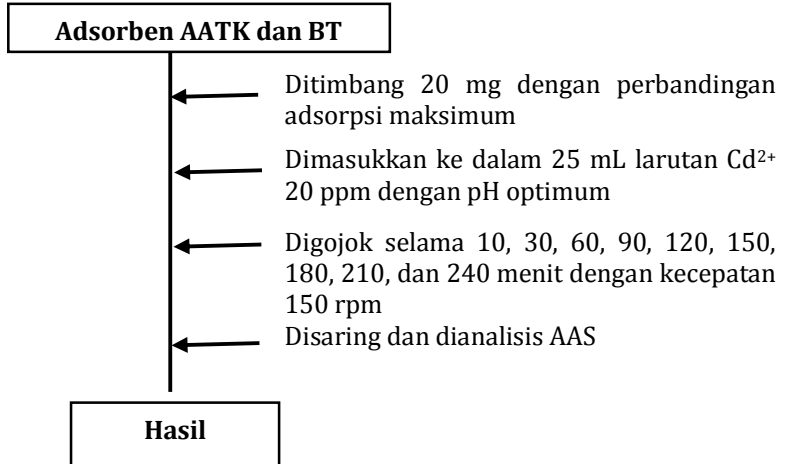 Adsorben AATK dan BT
Ditimbang 20 mg dengan perbandingan
adsorpsi maksimum
Dimasukkan ke dalam 25 mL larutan Cd²⁺
20 ppm dengan pH optimum
Digojok selama 10, 30, 60, 90, 120, 150,
180, 210, dan 240 menit dengan kecepatan
150 rpm
Disaring dan dianalisis AAS
Hasil